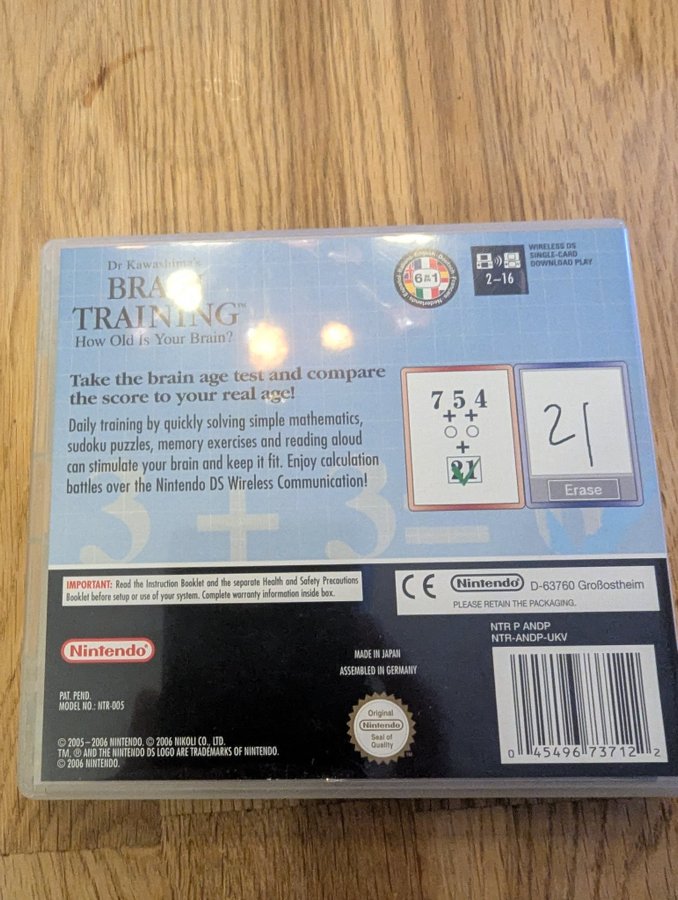 Dr Kawashima's
BRAIN
TRAINING™
How Old Is Your Brain?
6 in 1
WIRELESS DS
SINGLE-CARD
DOWNLOAD PLAY
2–16
Take the brain age test and compare
the score to your real age!
Daily training by quickly solving simple mathematics,
sudoku puzzles, memory exercises and reading aloud
can stimulate your brain and keep it fit. Enjoy calculation
battles over the Nintendo DS Wireless Communication!
7 5 4
+ +
+
21
21
Erase
3 + 3 =
IMPORTANT: Read the Instruction Booklet and the separate Health and Safety Precautions
Booklet before setup or use of your system. Complete warranty information inside box.
CE Nintendo® D-63760 Großostheim
PLEASE RETAIN THE PACKAGING.
NTR P ANDP
NTR-ANDP-UKV
Nintendo®
MADE IN JAPAN
ASSEMBLED IN GERMANY
PAT. PEND.
MODEL NO.: NTR-005
Original
Nintendo
Seal of
Quality
TM
© 2005–2006 NINTENDO. © 2006 NIKOLI CO., LTD.
TM, ® AND THE NINTENDO DS LOGO ARE TRADEMARKS OF NINTENDO.
© 2006 NINTENDO.
0 45496 73712 2